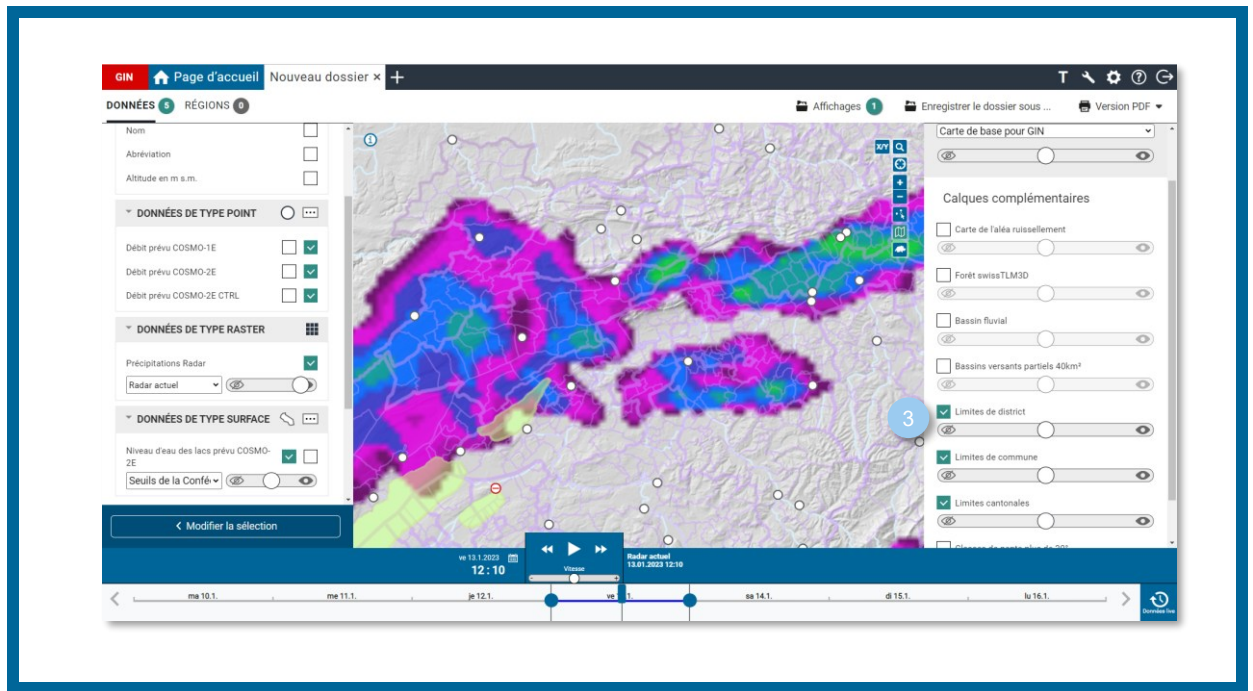 GIN Page d'accueil Nouveau dossier × + T
DONNÉES 5 RÉGIONS 0 Affichages 1 Enregistrer le dossier sous ... Version PDF
Nom
Abréviation
Altitude en m s.m.
DONNÉES DE TYPE POINT
Débit prévu COSMO-1E
Débit prévu COSMO-2E
Débit prévu COSMO-2E CTRL
DONNÉES DE TYPE RASTER
Précipitations Radar
Radar actuel
DONNÉES DE TYPE SURFACE
Niveau d'eau des lacs prévu COSMO-
2E
Seuils de la Confé
Modifier la sélection
X/Y
Carte de base pour GIN
Calques complémentaires
Carte de l'aléa ruissellement
Forêt swissTLM3D
Bassin fluvial
Bassins versants partiels 40km²
3
Limites de district
Limites de commune
Limites cantonales
ve 13.1.2023
12:10
Vitesse
- +
Radar actuel
13.01.2023 12:10
ma 10.1. me 11.1. je 12.1. ve 1. sa 14.1. di 15.1. lu 16.1.
Données live